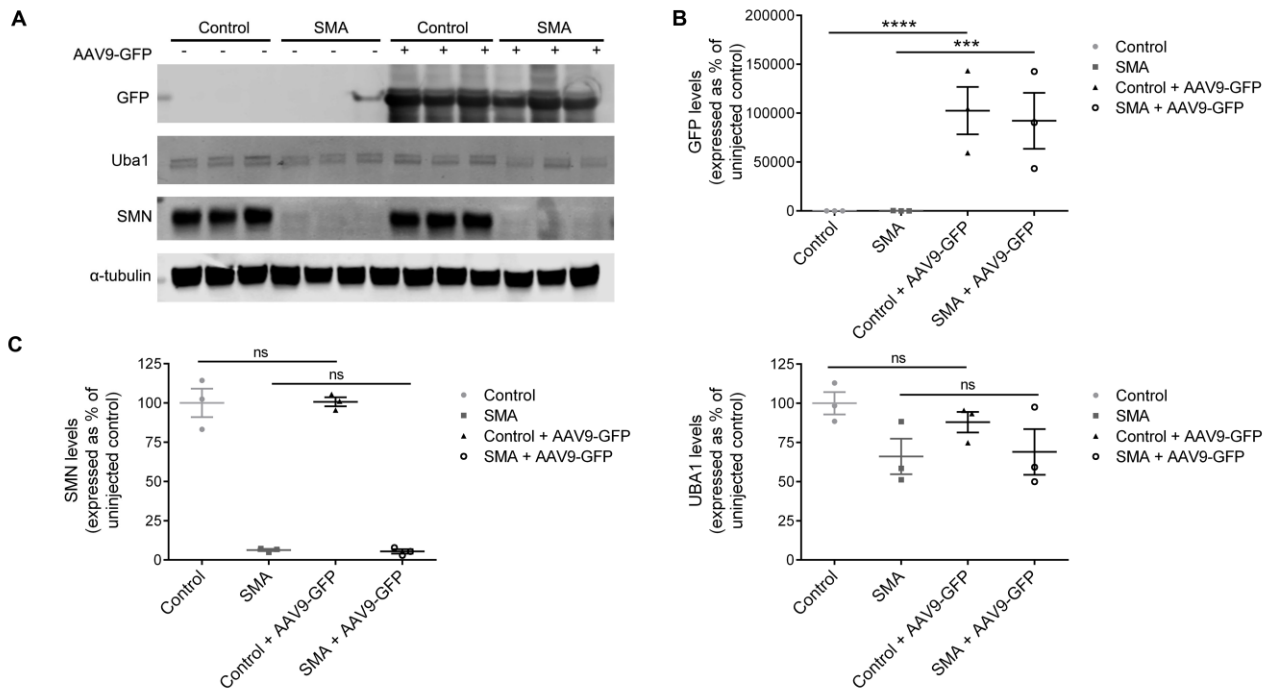 A
Control
SMA
Control
SMA
AAV9-GFP
- - - - - - + + + + + +
GFP
Uba1
SMN
α-tubulin
B
GFP levels
(expressed as % of
uninjected control)
200000
150000
100000
50000
0
****
***
Control
SMA
Control + AAV9-GFP
SMA + AAV9-GFP
Control
SMA
Control + AAV9-GFP
SMA + AAV9-GFP
C
SMN levels
(expressed as % of
uninjected control)
125
100
75
50
25
0
ns
ns
Control
SMA
Control + AAV9-GFP
SMA + AAV9-GFP
Control
SMA
Control + AAV9-GFP
SMA + AAV9-GFP
UBA1 levels
(expressed as % of
uninjected control)
125
100
75
50
25
0
ns
ns
Control
SMA
Control + AAV9-GFP
SMA + AAV9-GFP
Control
SMA
Control + AAV9-GFP
SMA + AAV9-GFP